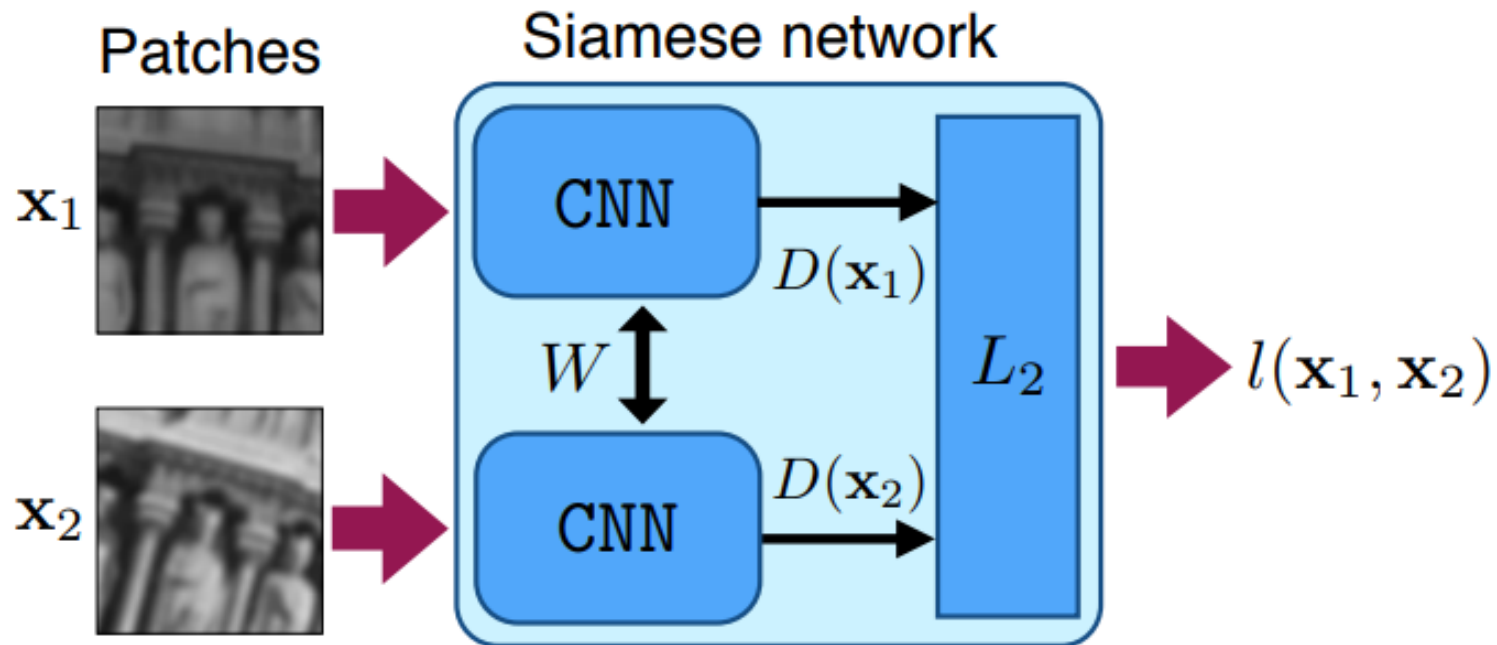 Patches
Siamese network
x₁
CNN
D(x₁)
W
L₂
l(x₁, x₂)
x₂
CNN
D(x₂)